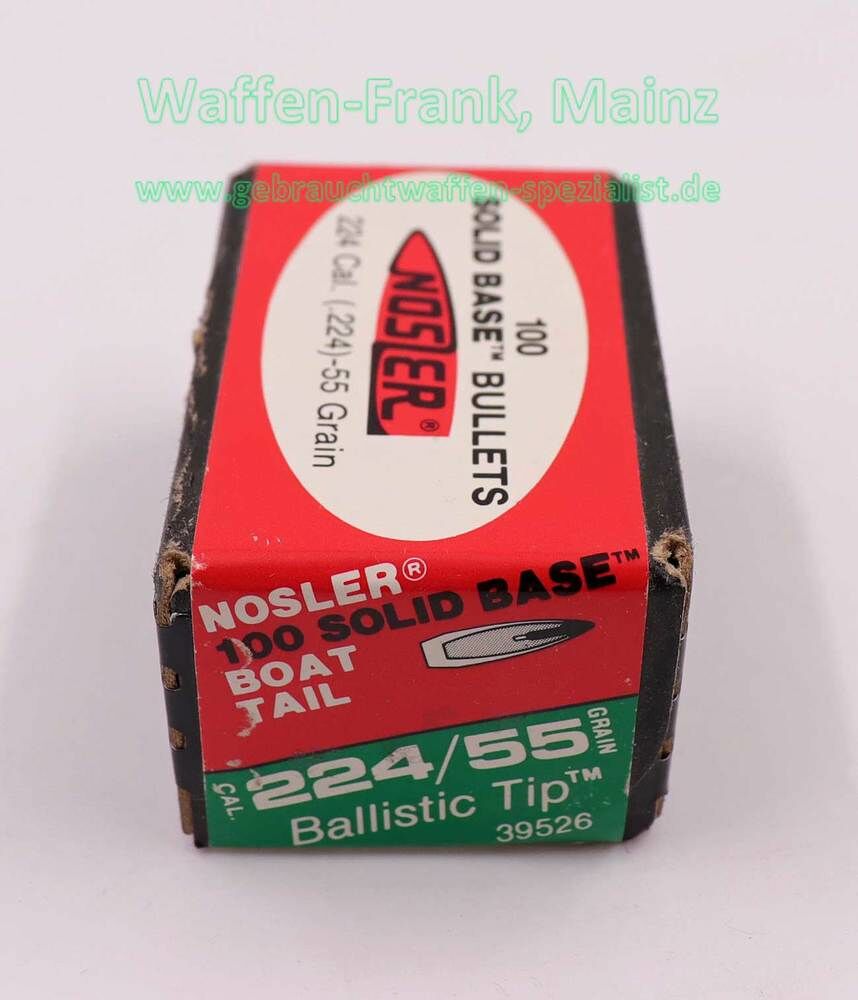 Waffen-Frank, Mainz
www.gebrauchtwaffen-spezialist.de
100
SOLID BASE™ BULLETS
NOSLER®
224 Cal. (.224)-55 Grain
NOSLER®
100 SOLID BASE™
BOAT
TAIL
CAL. 224/55 GRAIN
Ballistic Tip™
39526